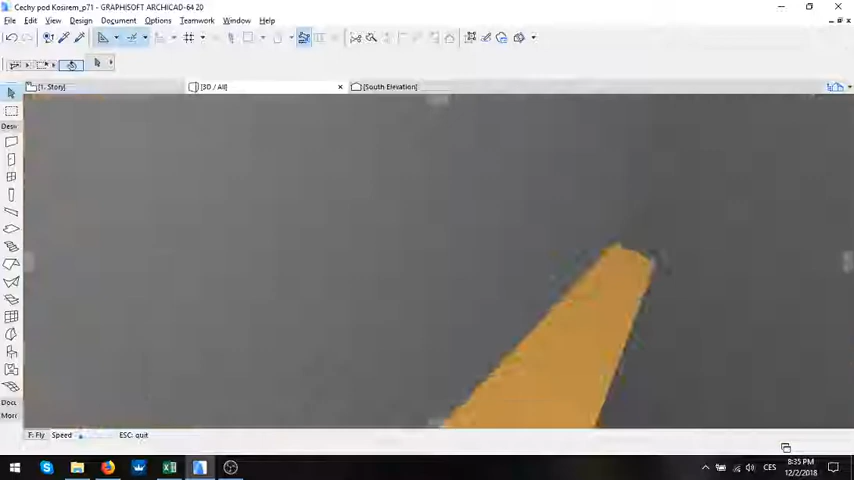 Cechy pod Kosirem_p71 - GRAPHISOFT ARCHICAD-64 20
File Edit View Design Document Options Teamwork Window Help
[1. Story] [3D / All] [South Elevation]
Desi
Docu
More
F: Fly Speed ESC: quit
CES 8:35 PM
12/2/2018